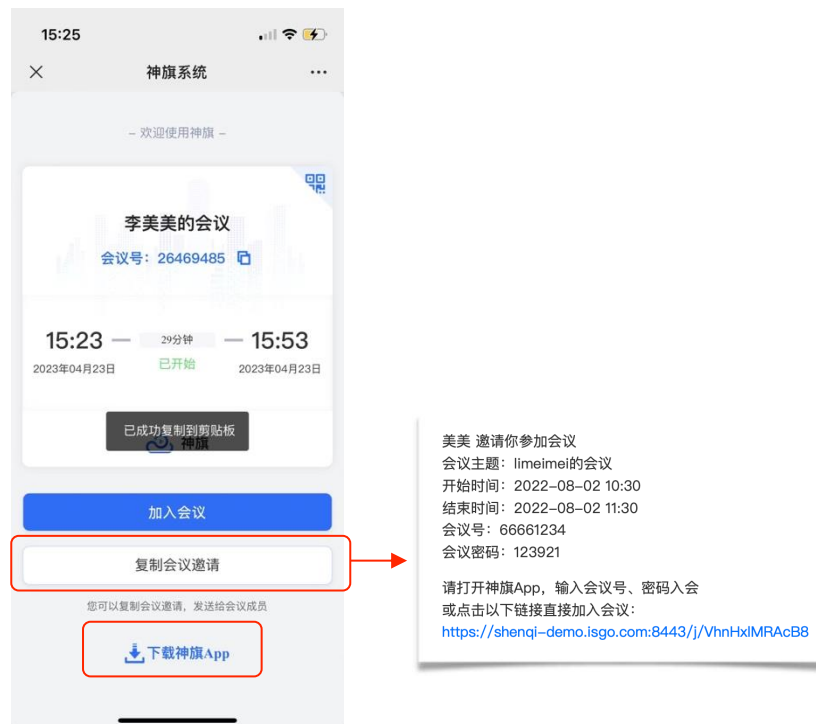 15:25
神旗系统
– 欢迎使用神旗 –
李美美的会议
会议号：26469485
15:23 — 29分钟 — 15:53
2023年04月23日 已开始 2023年04月23日
已成功复制到剪贴板
神旗
加入会议
复制会议邀请
您可以复制会议邀请，发送给会议成员
下载神旗App
美美 邀请你参加会议
会议主题：limeimei的会议
开始时间：2022-08-02 10:30
结束时间：2022-08-02 11:30
会议号：66661234
会议密码：123921
请打开神旗App，输入会议号、密码入会
或点击以下链接直接加入会议：
https://shenqi-demo.isgo.com:8443/j/VhnHxlMRAcB8